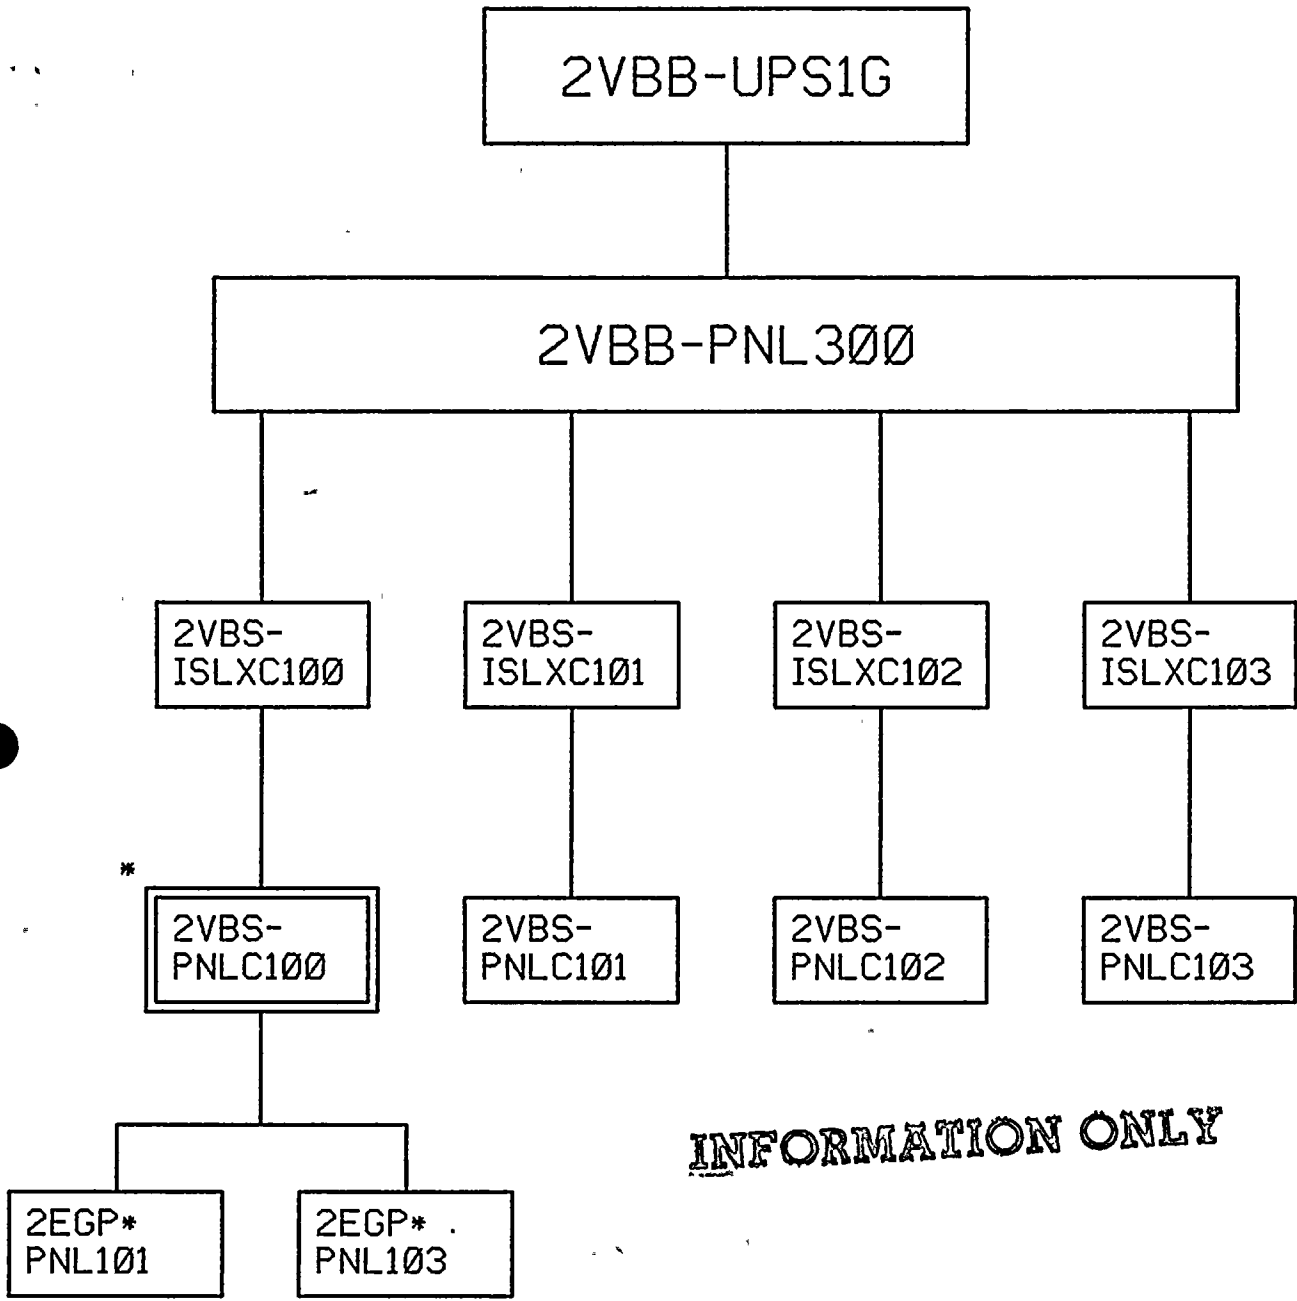 2VBB-UPS1G
2VBB-PNL300
2VBS-
ISLXC100
2VBS-
ISLXC101
2VBS-
ISLXC102
2VBS-
ISLXC103
*
2VBS-
PNLC100
2VBS-
PNLC101
2VBS-
PNLC102
2VBS-
PNLC103
INFORMATION ONLY
2EGP*
PNL101
2EGP*
PNL103